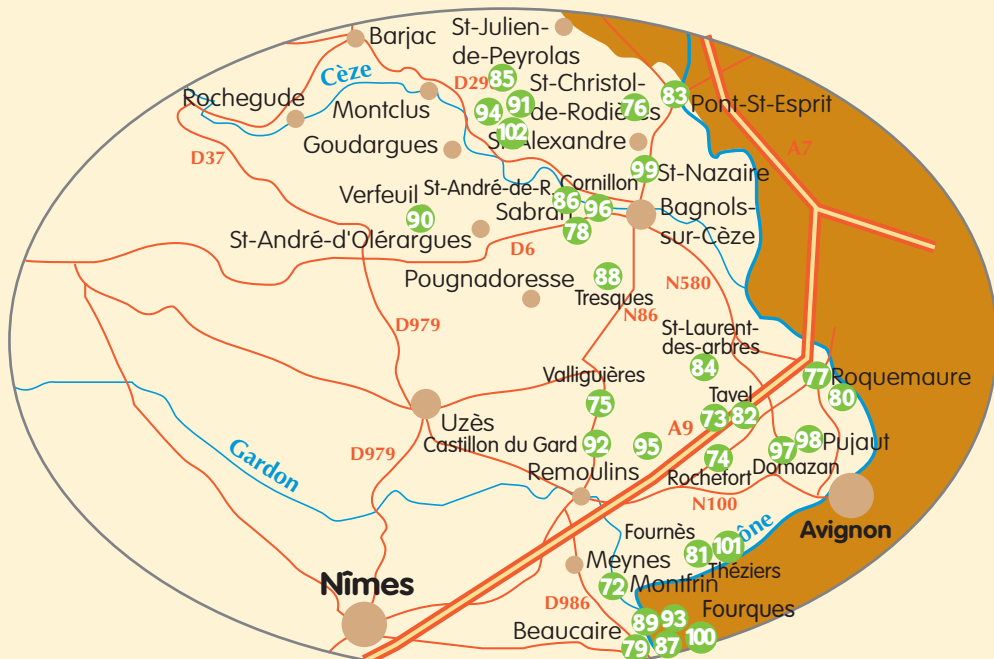 St-Julien-
de-Peyrolas
Barjac
Cèze
D29
85
St-Christol-
de-Rodières
Rochegude
Montclus
94
91
76
83
Pont-St-Esprit
102
St-Alexandre
Goudargues
A7
D37
99
St-Nazaire
St-André-de-R.
Cornillon
Verfeuil
90
86
96
Sabran
78
Bagnols-
sur-Cèze
St-André-d'Olérargues
D6
Pougnadoresse
88
Tresques
N580
N86
D979
St-Laurent-
des-arbres
84
Valliguières
77
Roquemaure
75
Tavel
80
73
82
Uzès
A9
Castillon du Gard
92
95
98
Pujaut
97
D979
Gardon
74
Domazan
Remoulins
Rochefort
N100
Avignon
Fournès
ône
81
101
Théziers
Meynes
72
Montfrin
Nîmes
D986
Fourques
89
93
Beaucaire
79
87
100